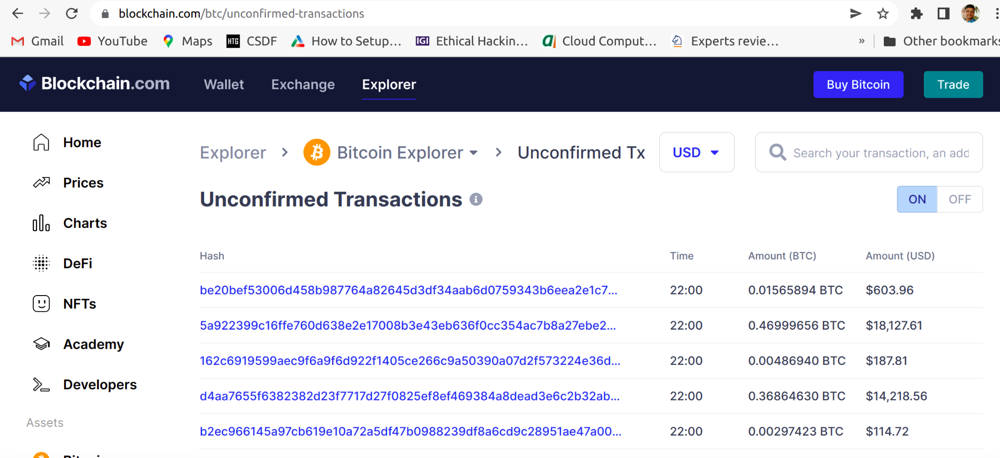 blockchain.com/btc/unconfirmed-transactions
Gmail YouTube Maps HTG CSDF How to Setup... IGI Ethical Hackin... Cloud Comput... Experts revie... » Other bookmarks
Blockchain.com Wallet Exchange Explorer Buy Bitcoin Trade
Home
Prices
Charts
DeFi
NFTs
Academy
Developers
Assets
Explorer > Bitcoin Explorer > Unconfirmed Tx USD Search your transaction, an add
Unconfirmed Transactions ON OFF
Hash Time Amount (BTC) Amount (USD)
be20bef53006d458b987764a82645d3df34aab6d0759343b6eea2e1c7... 22:00 0.01565894 BTC $603.96
5a922399c16ffe760d638e2e17008b3e43eb636f0cc354ac7b8a27ebe2... 22:00 0.46999656 BTC $18,127.61
162c6919599aec9f6a9f6d922f1405ce266c9a50390a07d2f573224e36d... 22:00 0.00486940 BTC $187.81
d4aa7655f6382382d23f7717d27f0825ef8ef469384a8dead3e6c2b32ab... 22:00 0.36864630 BTC $14,218.56
b2ec966145a97cb619e10a72a5df47b0988239df8a6cd9c28951ae47a00... 22:00 0.00297423 BTC $114.72